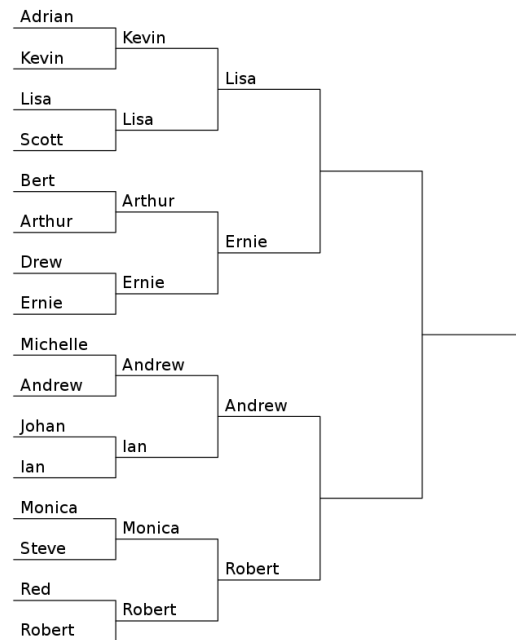 Adrian
Kevin
Kevin
Lisa
Lisa
Lisa
Scott
Bert
Arthur
Arthur
Ernie
Drew
Ernie
Ernie
Michelle
Andrew
Andrew
Andrew
Johan
Ian
Ian
Monica
Monica
Steve
Robert
Red
Robert
Robert